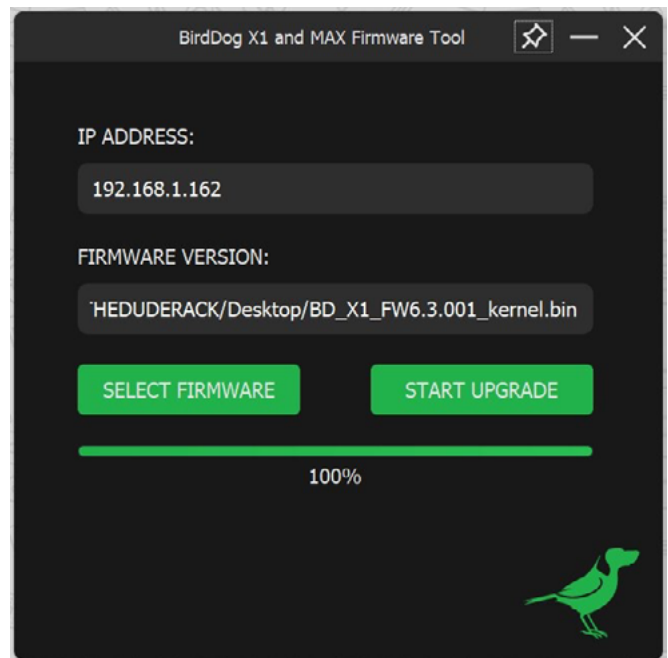 BirdDog X1 and MAX Firmware Tool
IP ADDRESS:
192.168.1.162
FIRMWARE VERSION:
HEDUDERACK/Desktop/BD_X1_FW6.3.001_kernel.bin
SELECT FIRMWARE
START UPGRADE
100%